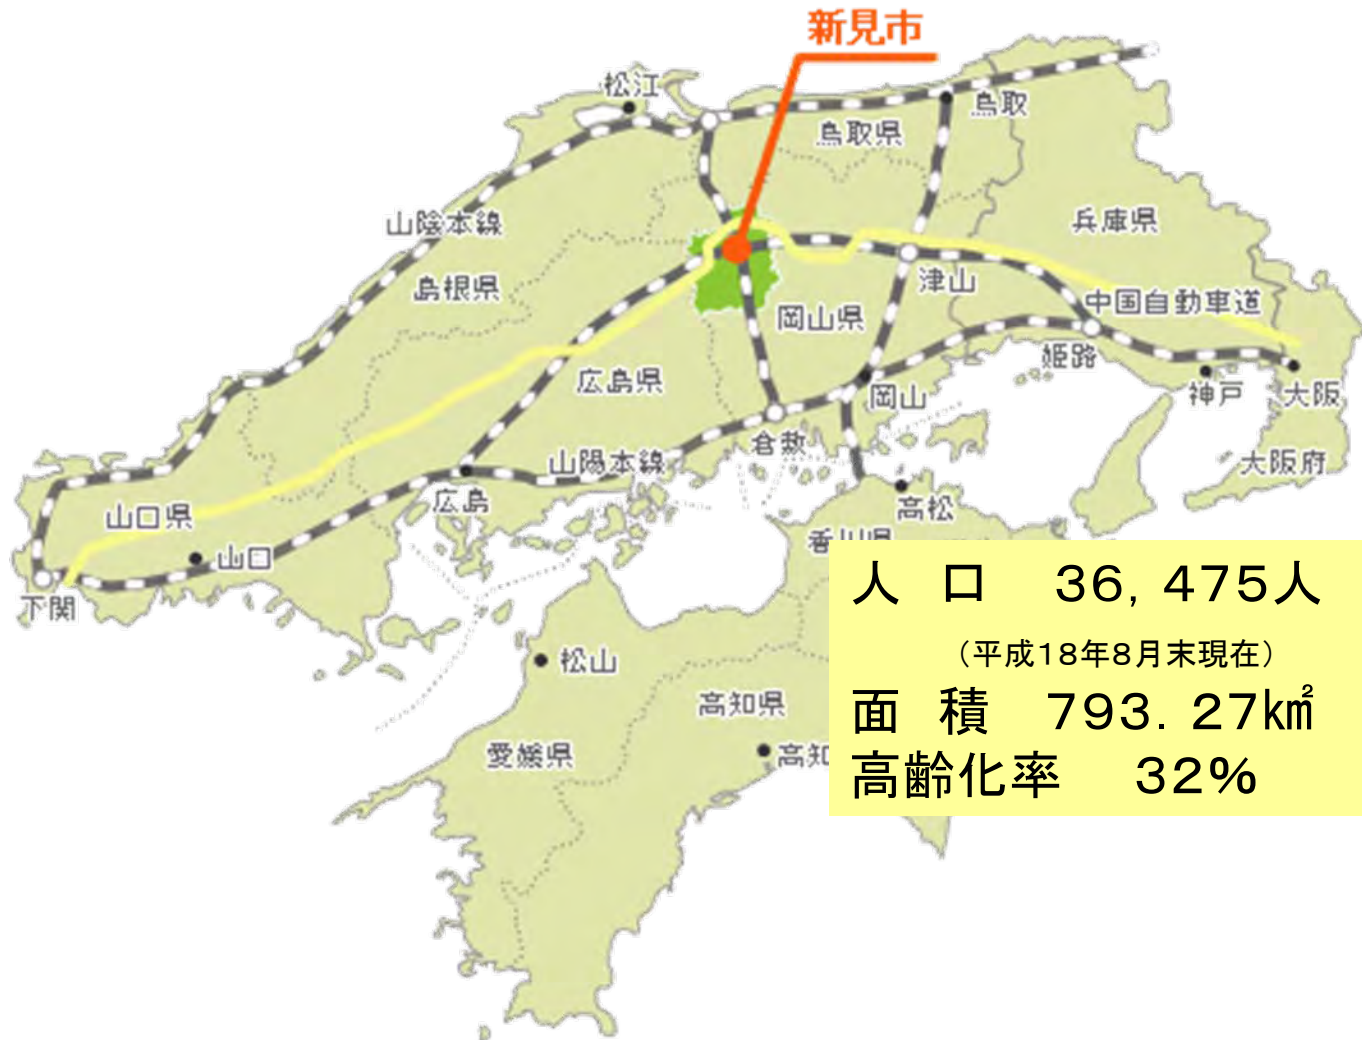 新見市
松江
鳥取
鳥取県
山陰本線
兵庫県
島根県
津山
中国自動車道
岡山県
姫路
広島県
岡山
神戸
大阪
倉敷
山陽本線
大阪府
広島
高松
山口県
香川県
山口
下関
人 口 36,475人
(平成18年8月末現在)
松山
面 積 793.27k㎡
高知県
愛媛県
高知
高齢化率 32%